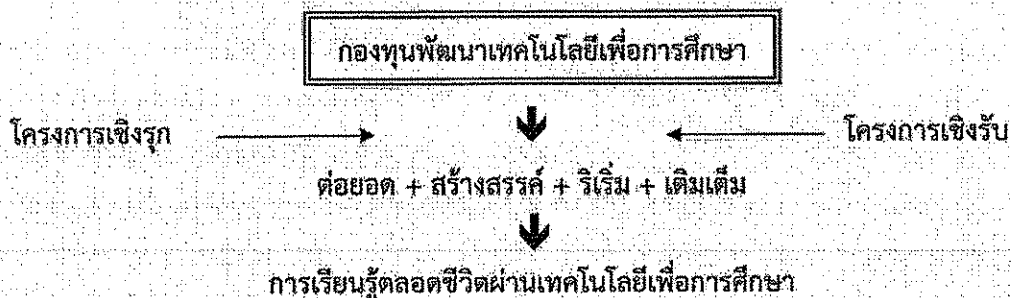 กองทุนพัฒนาเทคโนโลยีเพื่อการศึกษา
โครงการเชิงรุก
โครงการเชิงรับ
ต่อยอด + สร้างสรรค์ + ริเริ่ม + เติมเต็ม
การเรียนรู้ตลอดชีวิตผ่านเทคโนโลยีเพื่อการศึกษา